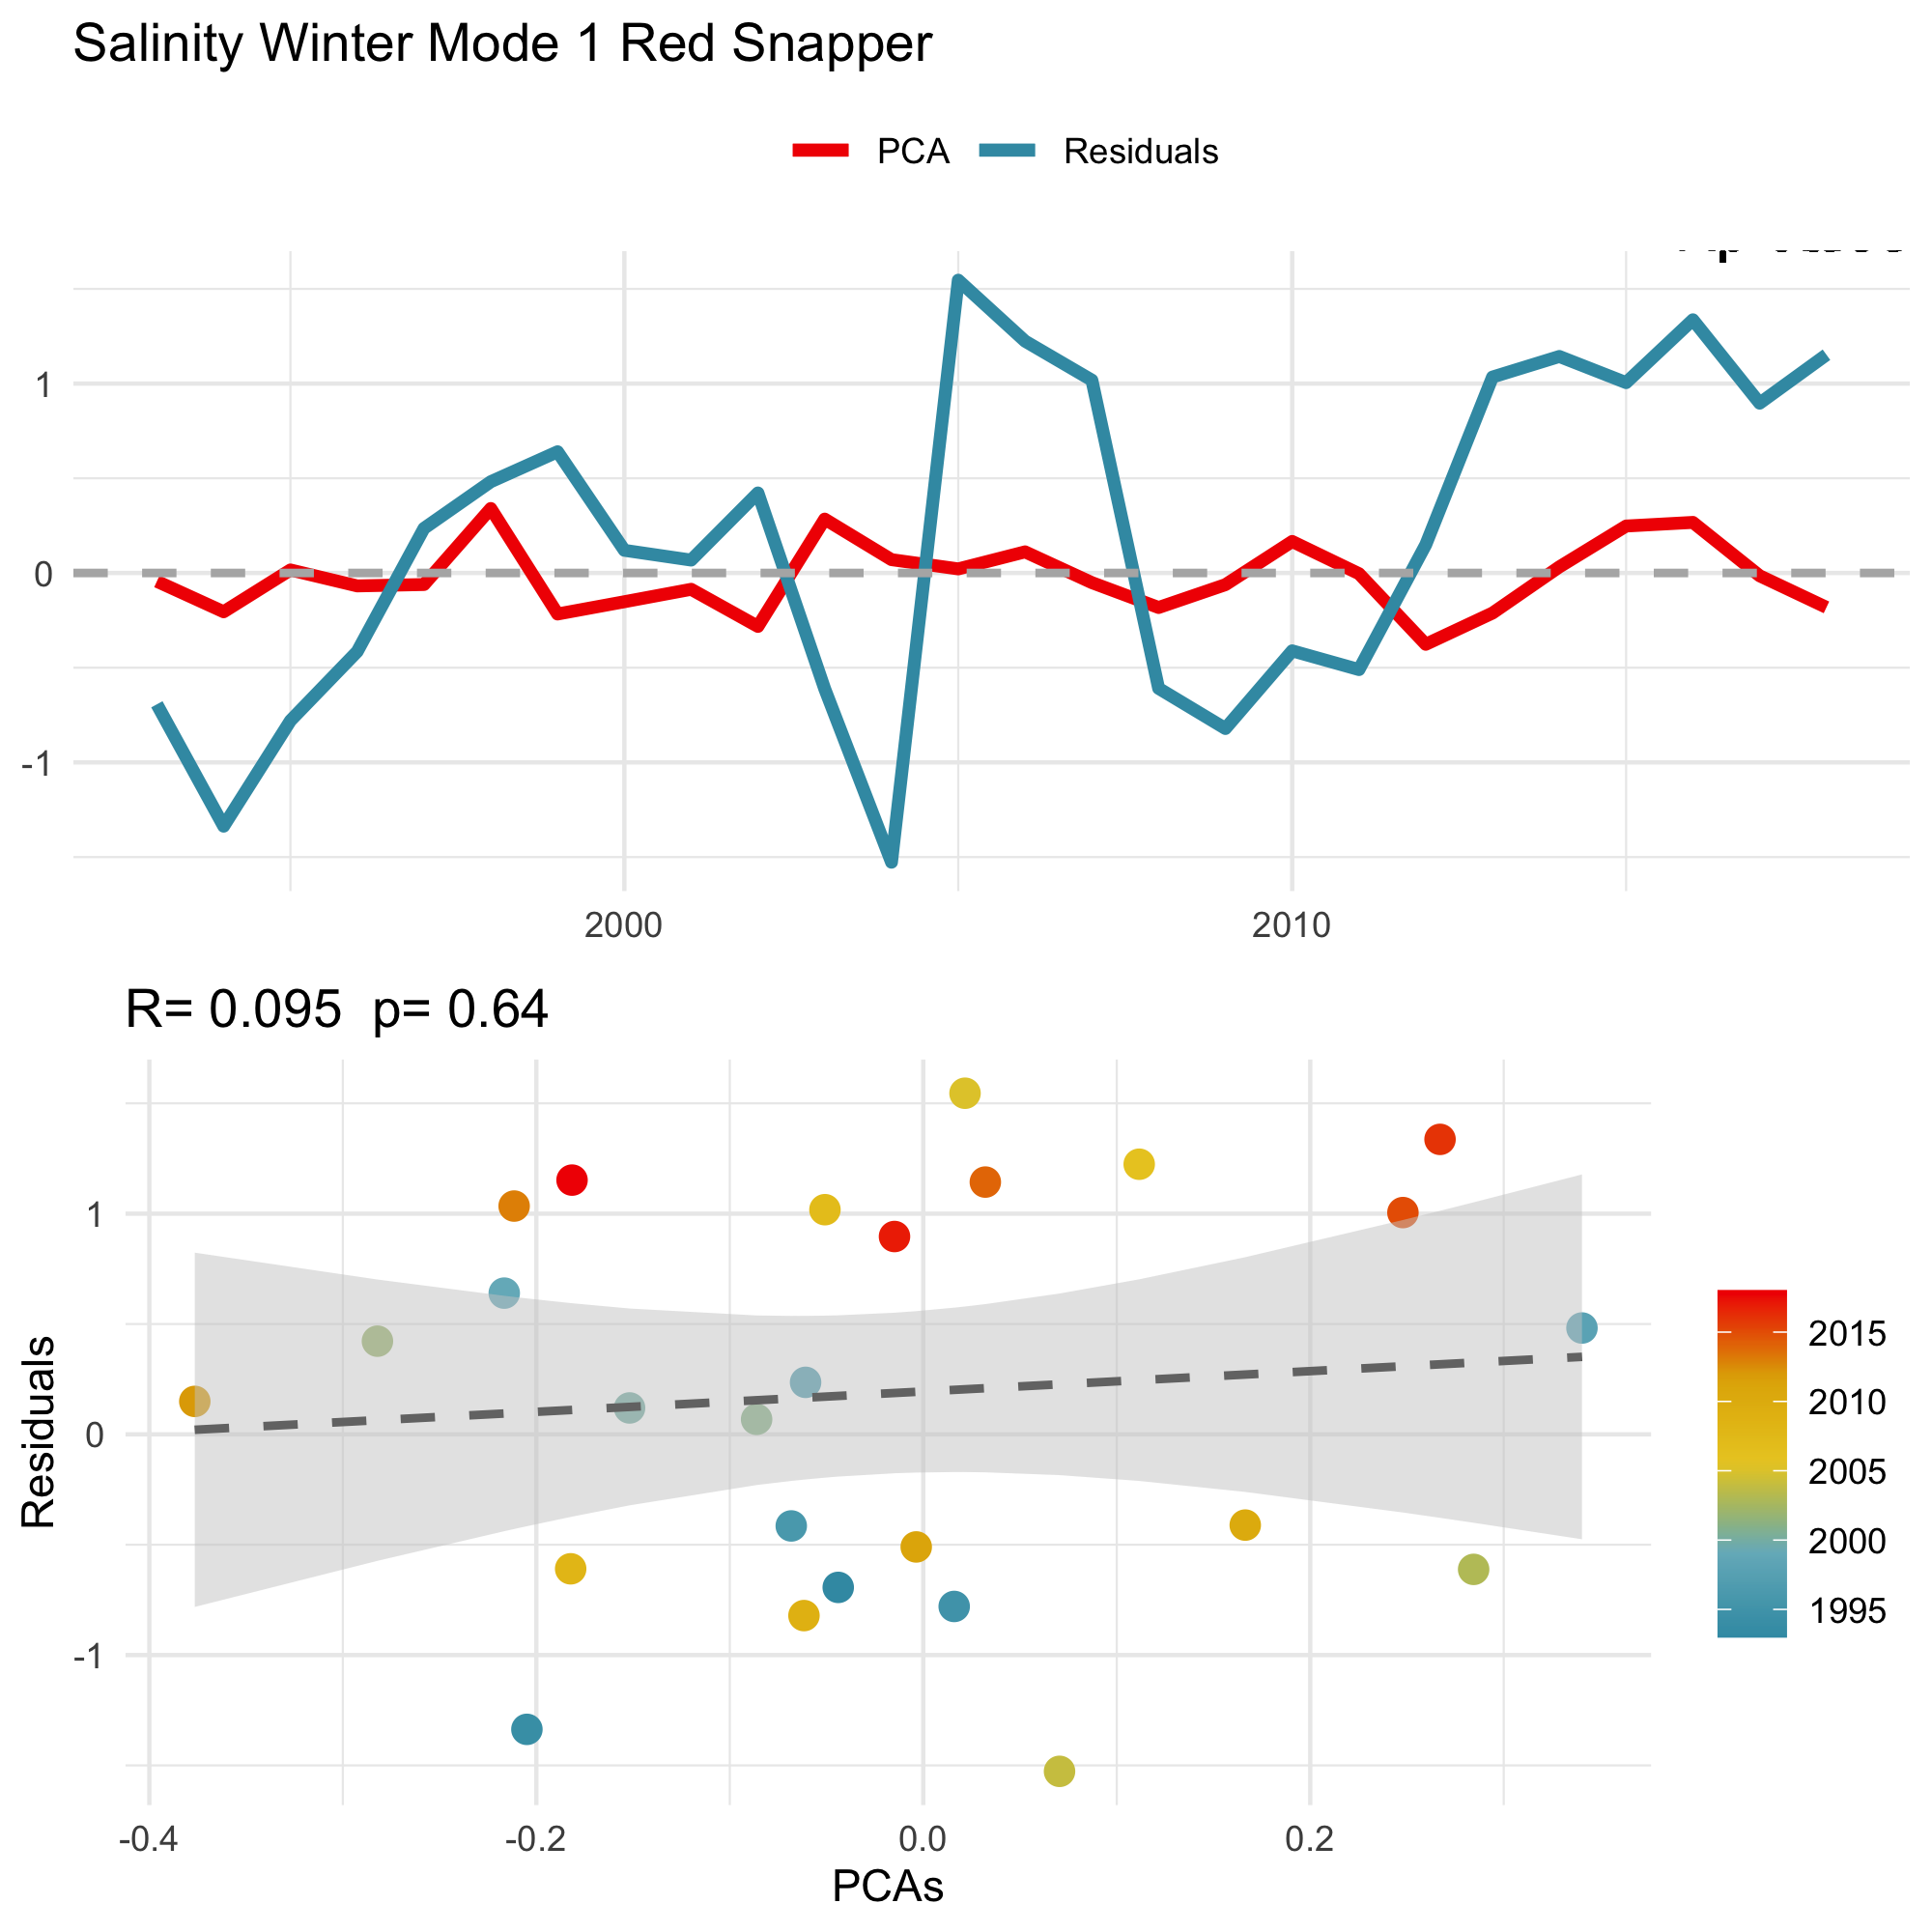 Salinity Winter Mode 1 Red Snapper
PCA Residuals
1
0
-1
2000 2010
R= 0.095 p= 0.64
1
0
-1
Residuals
-0.4 -0.2 0.0 0.2
PCAs
2015
2010
2005
2000
1995